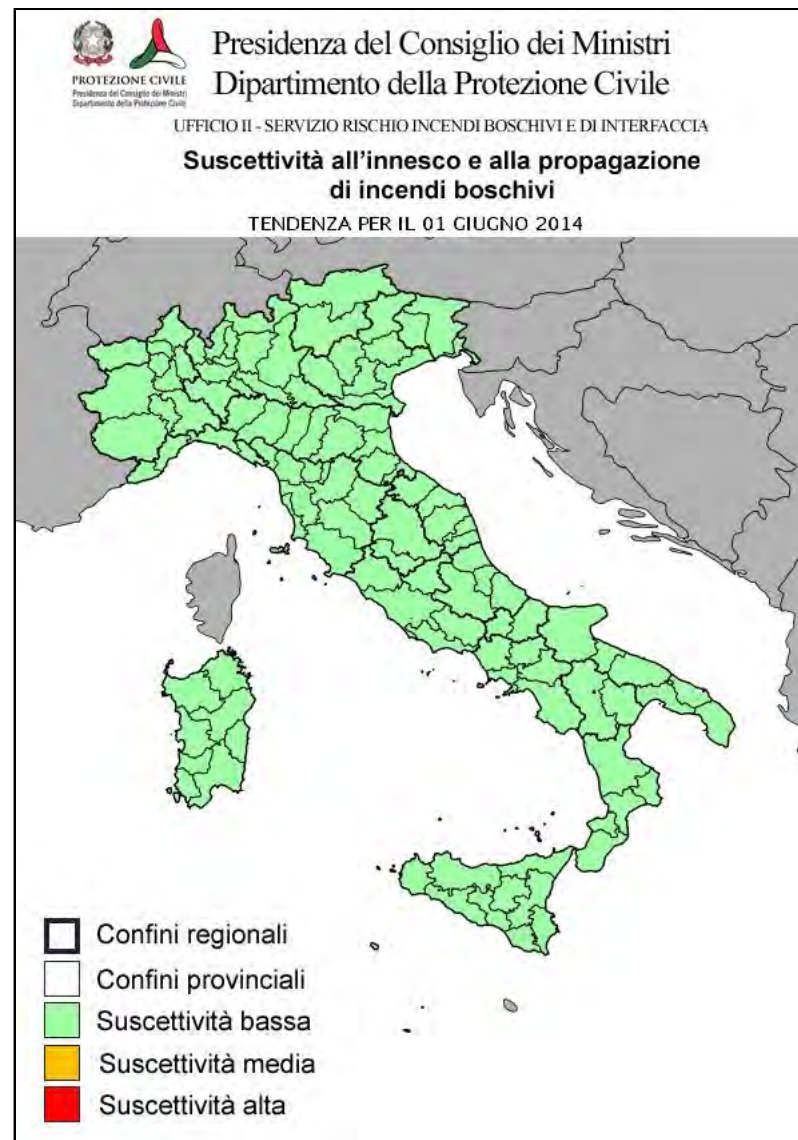 Presidenza del Consiglio dei Ministri
Dipartimento della Protezione Civile
PROTEZIONE CIVILE
Presidenza del Consiglio dei Ministri
Dipartimento della Protezione Civile
UFFICIO II - SERVIZIO RISCHIO INCENDI BOSCHIVI E DI INTERFACCIA
Suscettività all'innesco e alla propagazione
di incendi boschivi
TENDENZA PER IL 01 GIUGNO 2014
Confini regionali
Confini provinciali
Suscettività bassa
Suscettività media
Suscettività alta